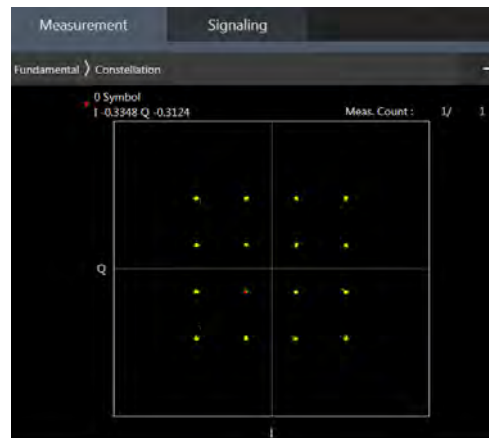 Measurement Signaling
Fundamental 〉 Constellation
0 Symbol
I -0.3348 Q -0.3124 Meas. Count : 1/ 1
Q
I